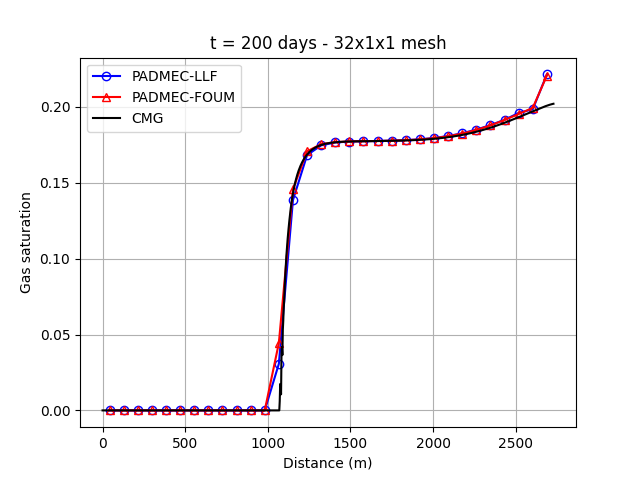 t = 200 days - 32x1x1 mesh
PADMEC-LLF
PADMEC-FOUM
CMG
Gas saturation
0.20
0.15
0.10
0.05
0.00
0 500 1000 1500 2000 2500
Distance (m)